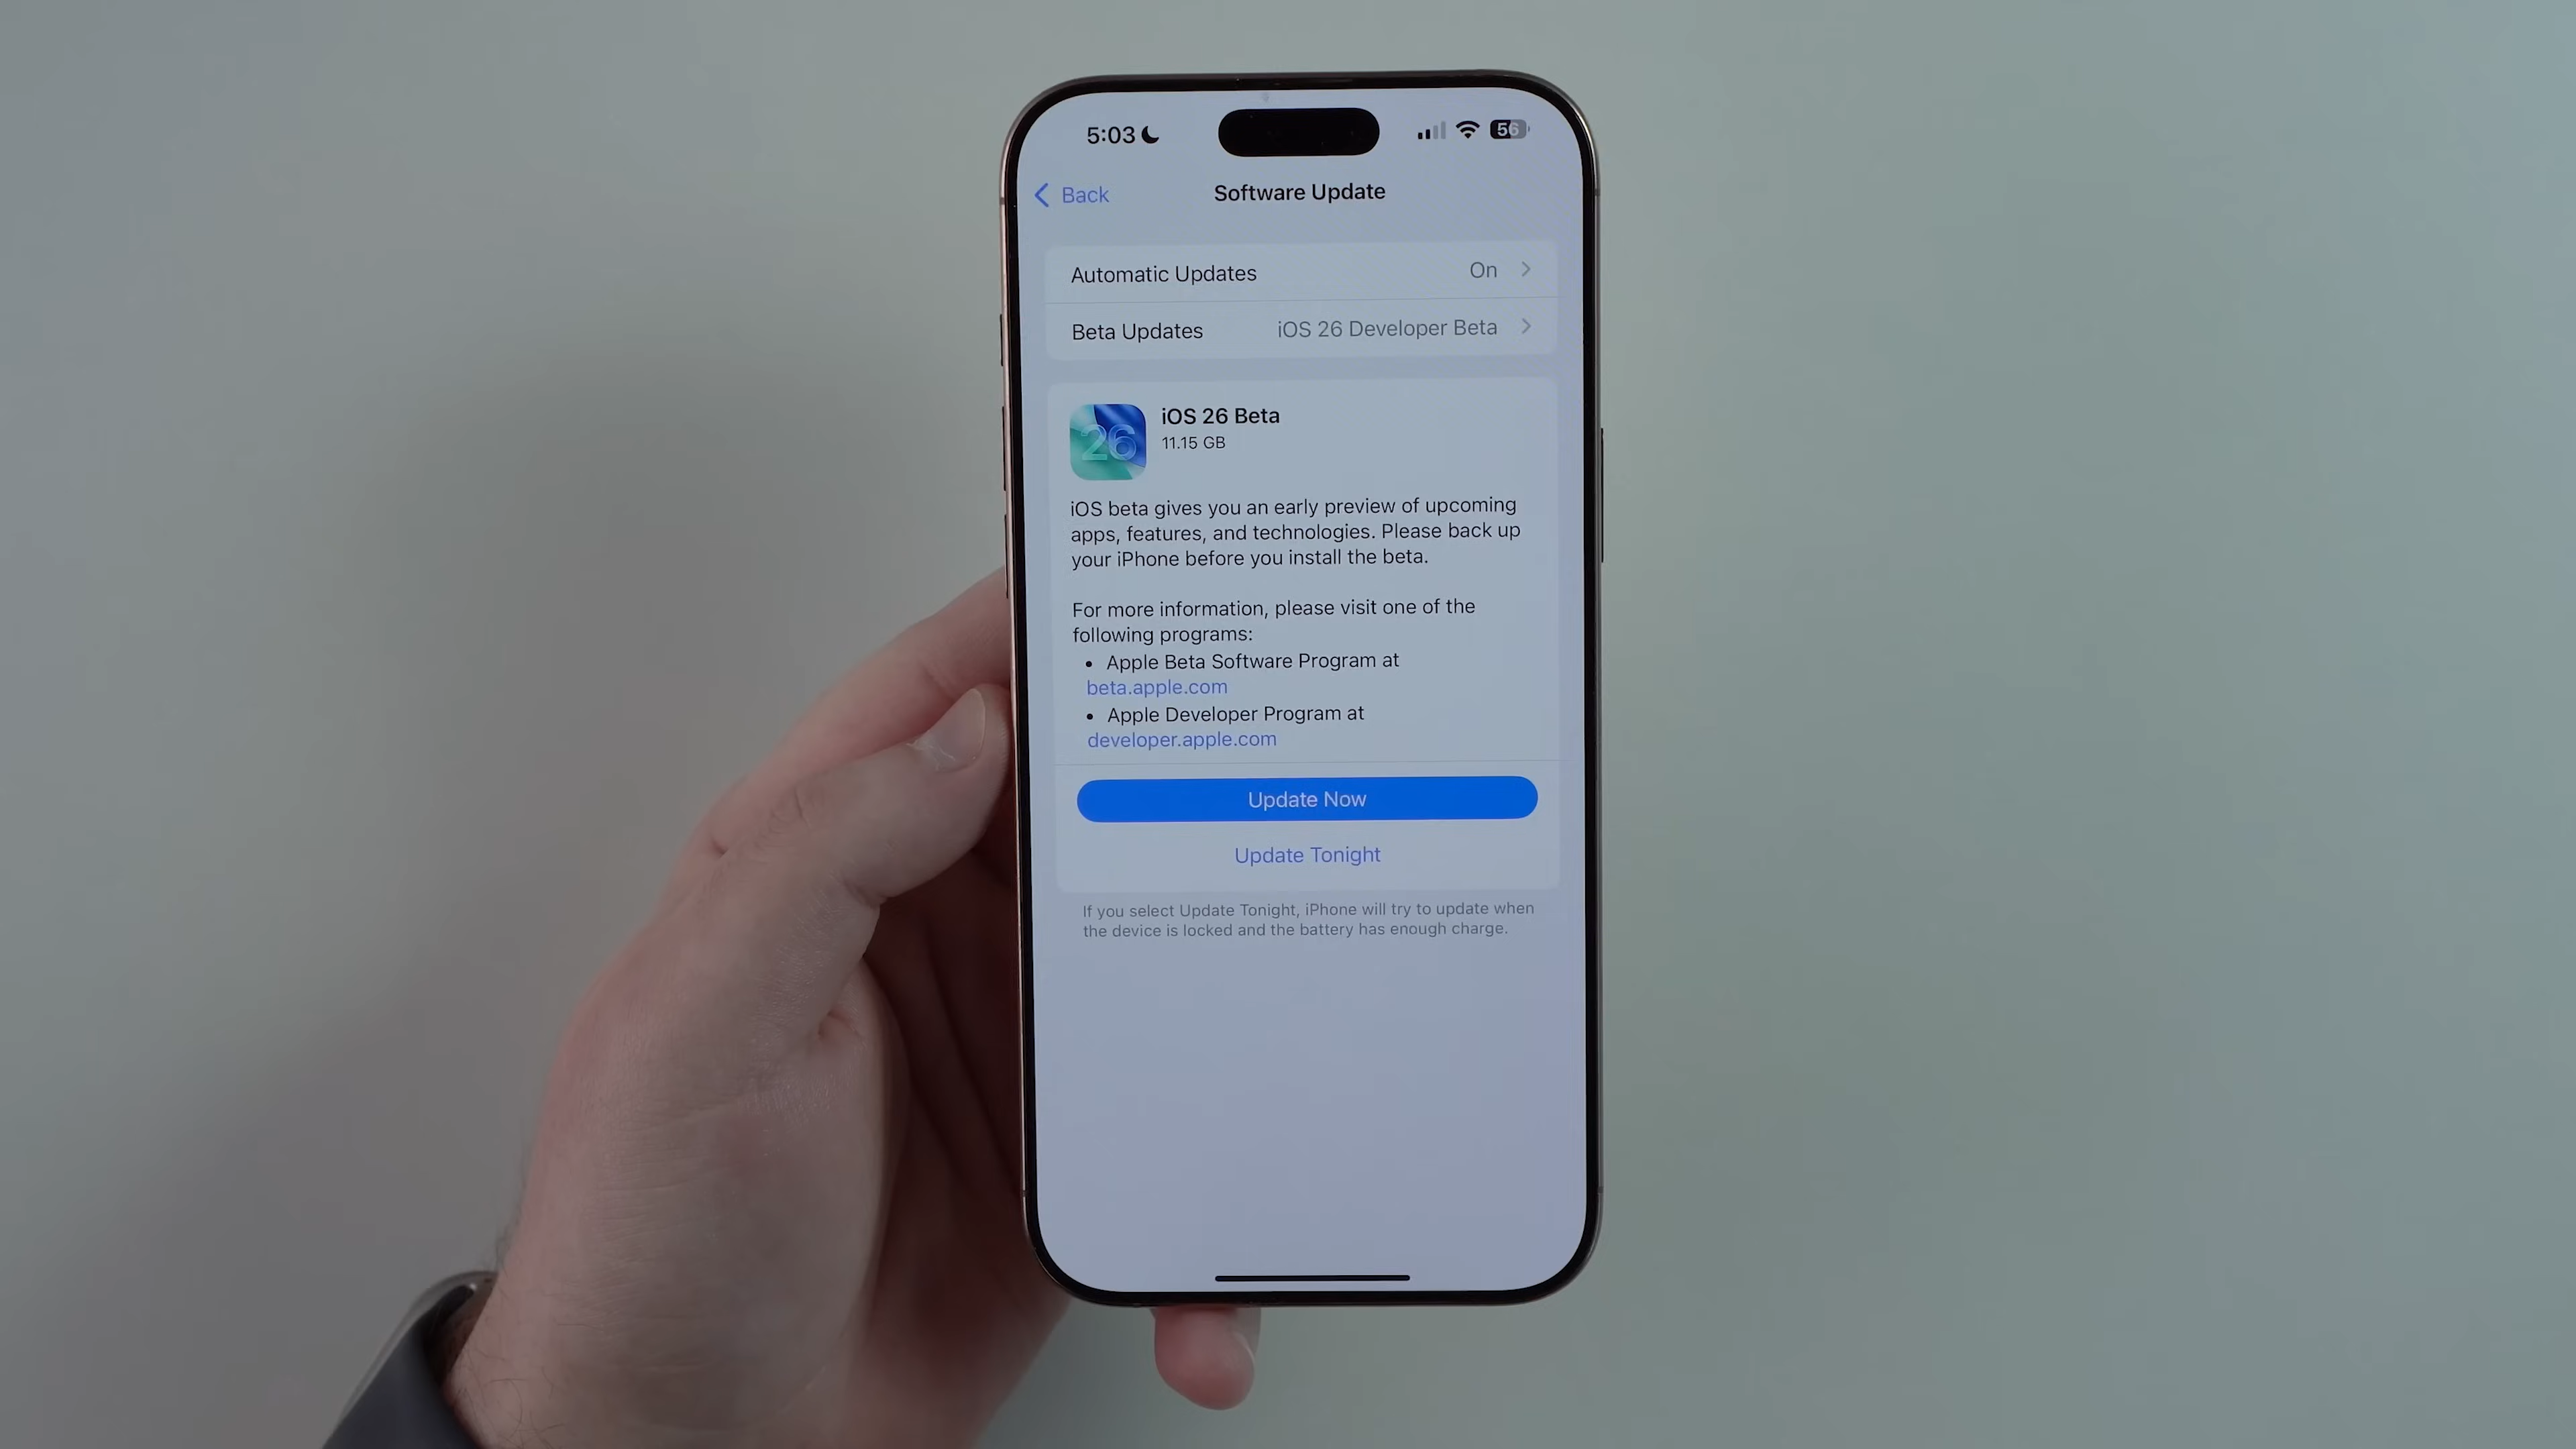 5:03
56
Back
Software Update
Automatic Updates On
Beta Updates iOS 26 Developer Beta
26
iOS 26 Beta
11.15 GB
iOS beta gives you an early preview of upcoming
apps, features, and technologies. Please back up
your iPhone before you install the beta.
For more information, please visit one of the
following programs:
• Apple Beta Software Program at
beta.apple.com
• Apple Developer Program at
developer.apple.com
Update Now
Update Tonight
If you select Update Tonight, iPhone will try to update when
the device is locked and the battery has enough charge.